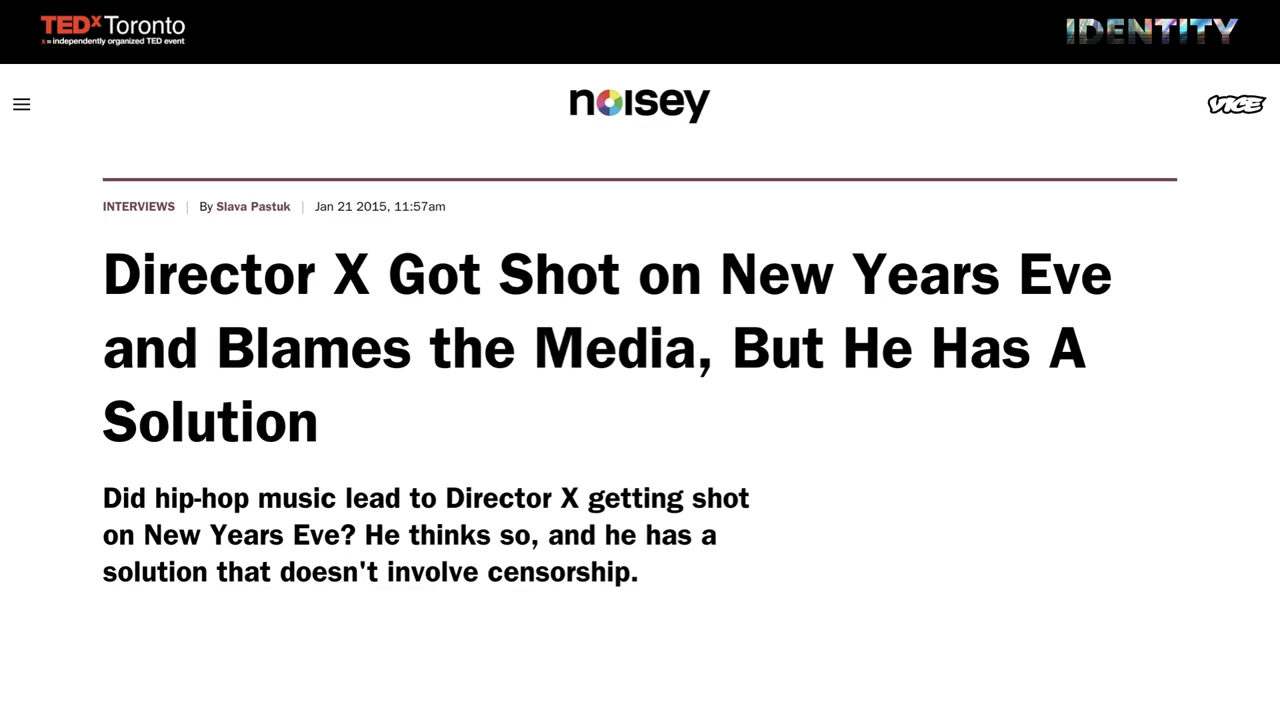 TEDxToronto
x = independently organized TED event
IDENTITY
noisey
VICE
INTERVIEWS | By Slava Pastuk | Jan 21 2015, 11:57am
Director X Got Shot on New Years Eve
and Blames the Media, But He Has A
Solution
Did hip-hop music lead to Director X getting shot
on New Years Eve? He thinks so, and he has a
solution that doesn't involve censorship.